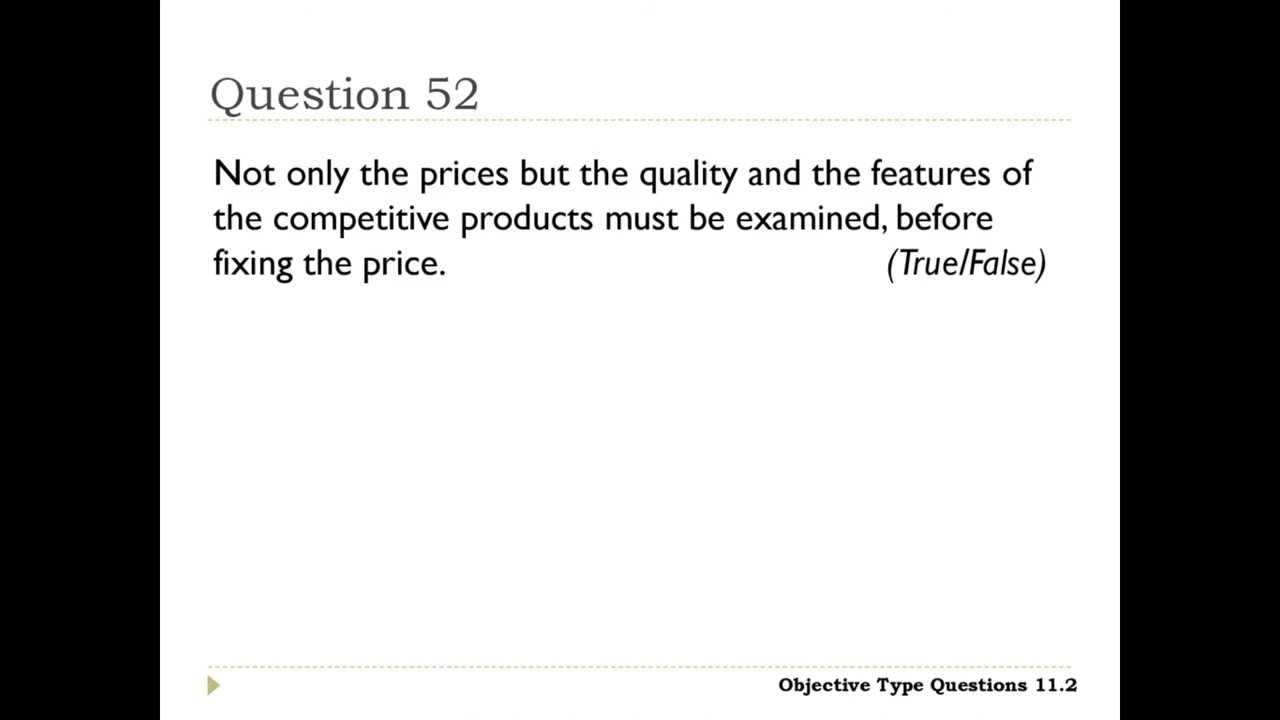 Question 52
Not only the prices but the quality and the features of
the competitive products must be examined, before
fixing the price. (True/False)
Objective Type Questions 11.2